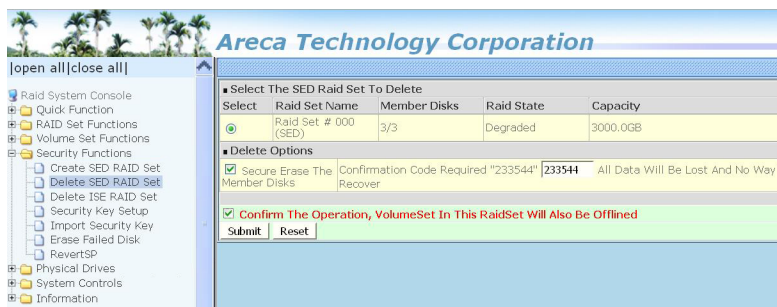 Areca Technology Corporation
|open all|close all|
Raid System Console
Quick Function
RAID Set Functions
Volume Set Functions
Security Functions
Create SED RAID Set
Delete SED RAID Set
Delete ISE RAID Set
Security Key Setup
Import Security Key
Erase Failed Disk
RevertSP
Physical Drives
System Controls
Information
Select The SED Raid Set To Delete
Select Raid Set Name Member Disks Raid State Capacity
Raid Set # 000 (SED) 3/3 Degraded 3000.0GB
Delete Options
Secure Erase The Member Disks Confirmation Code Required "233544" 233544 All Data Will Be Lost And No Way Recover
Confirm The Operation, VolumeSet In This RaidSet Will Also Be Offlined
Submit Reset